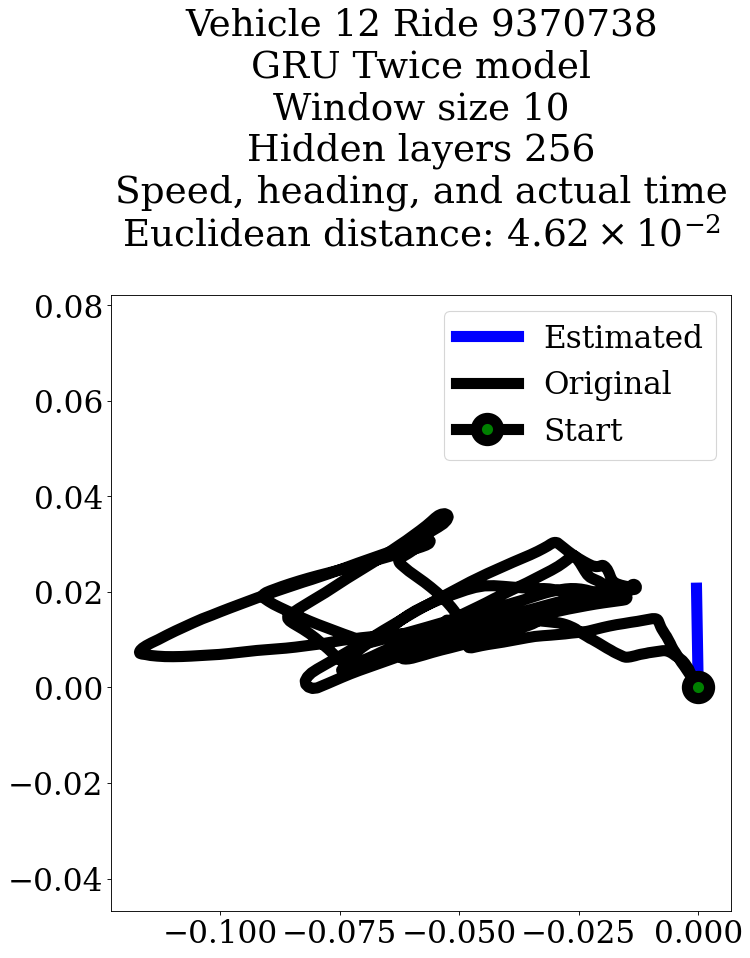 Vehicle 12 Ride 9370738
GRU Twice model
Window size 10
Hidden layers 256
Speed, heading, and actual time
Euclidean distance: 4.62 × 10⁻²
Estimated
Original
Start
0.08
0.06
0.04
0.02
0.00
−0.02
−0.04
−0.100 −0.075 −0.050 −0.025 0.000